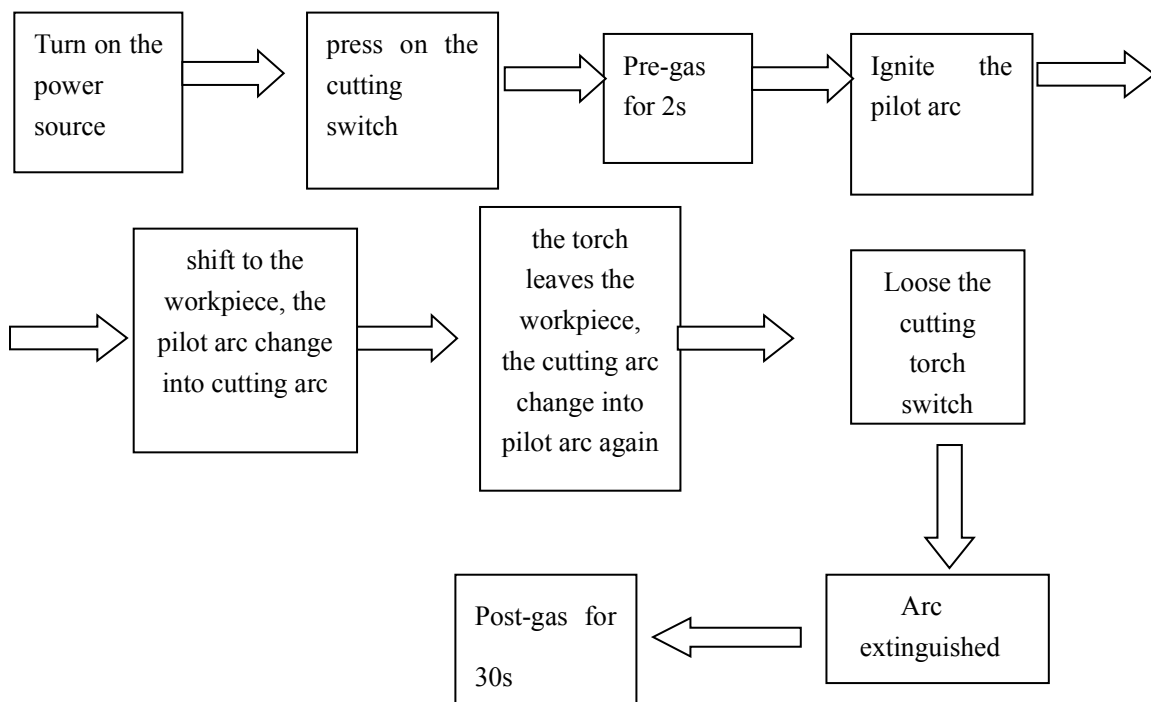 Turn on the
power
source
press on the
cutting
switch
Pre-gas
for 2s
Ignite the
pilot arc
shift to the
workpiece, the
pilot arc change
into cutting arc
the torch
leaves the
workpiece,
the cutting arc
change into
pilot arc again
Loose the
cutting
torch
switch
Arc
extinguished
Post-gas for
30s